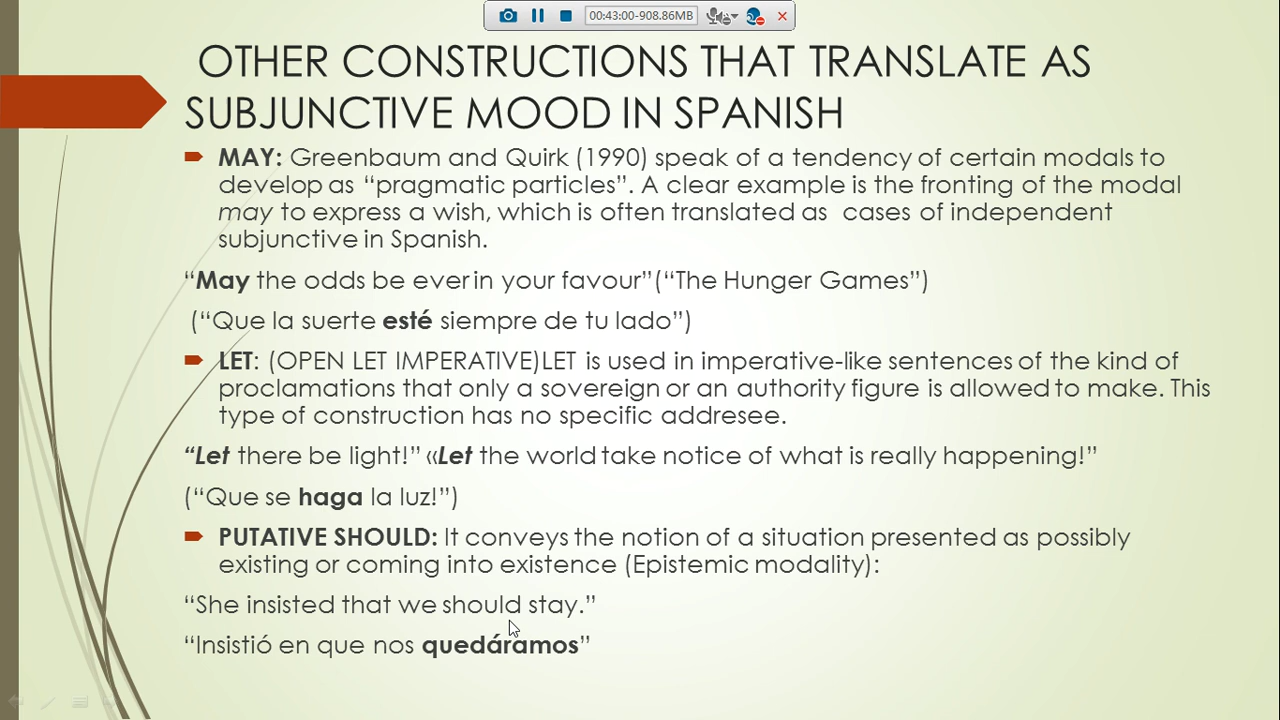 00:43:00-908.86MB
OTHER CONSTRUCTIONS THAT TRANSLATE AS
SUBJUNCTIVE MOOD IN SPANISH
MAY: Greenbaum and Quirk (1990) speak of a tendency of certain modals to
develop as “pragmatic particles”. A clear example is the fronting of the modal
may to express a wish, which is often translated as cases of independent
subjunctive in Spanish.
“May the odds be ever in your favour”(“The Hunger Games”)
(“Que la suerte esté siempre de tu lado”)
LET: (OPEN LET IMPERATIVE)LET is used in imperative-like sentences of the kind of
proclamations that only a sovereign or an authority figure is allowed to make. This
type of construction has no specific addresee.
“Let there be light!” «Let the world take notice of what is really happening!”
(“Que se haga la luz!”)
PUTATIVE SHOULD: It conveys the notion of a situation presented as possibly
existing or coming into existence (Epistemic modality):
“She insisted that we should stay.”
“Insistió en que nos quedáramos”